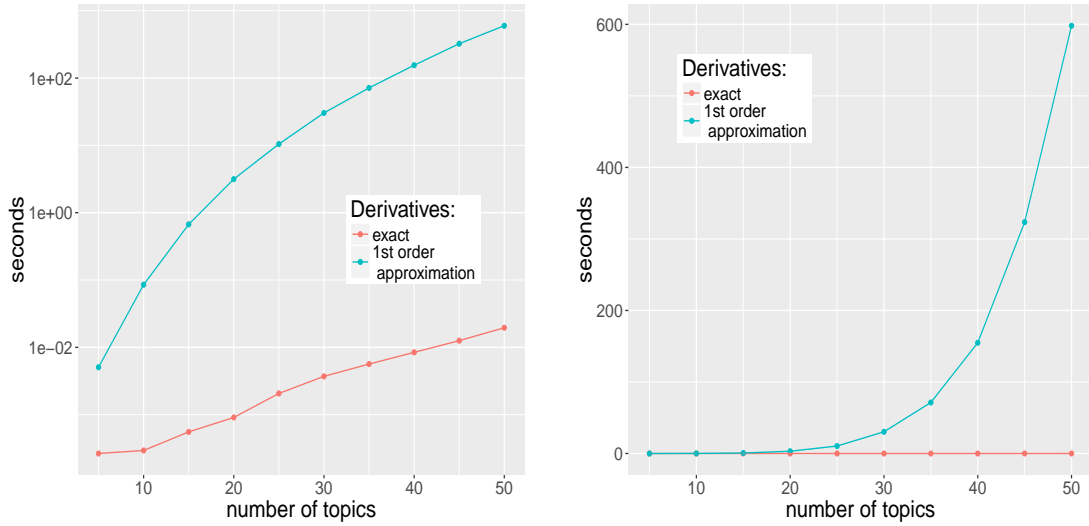 1e+02
1e+00
1e−02
seconds
10
20
30
40
50
number of topics
Derivatives:
exact
1st order
approximation
600
400
200
0
seconds
10
20
30
40
50
number of topics
Derivatives:
exact
1st order
approximation